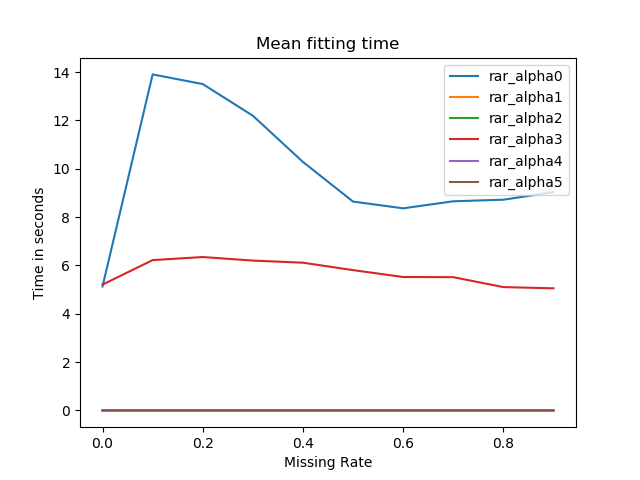 Mean fitting time
Time in seconds
14
12
10
8
6
4
2
0
rar_alpha0
rar_alpha1
rar_alpha2
rar_alpha3
rar_alpha4
rar_alpha5
0.0 0.2 0.4 0.6 0.8
Missing Rate